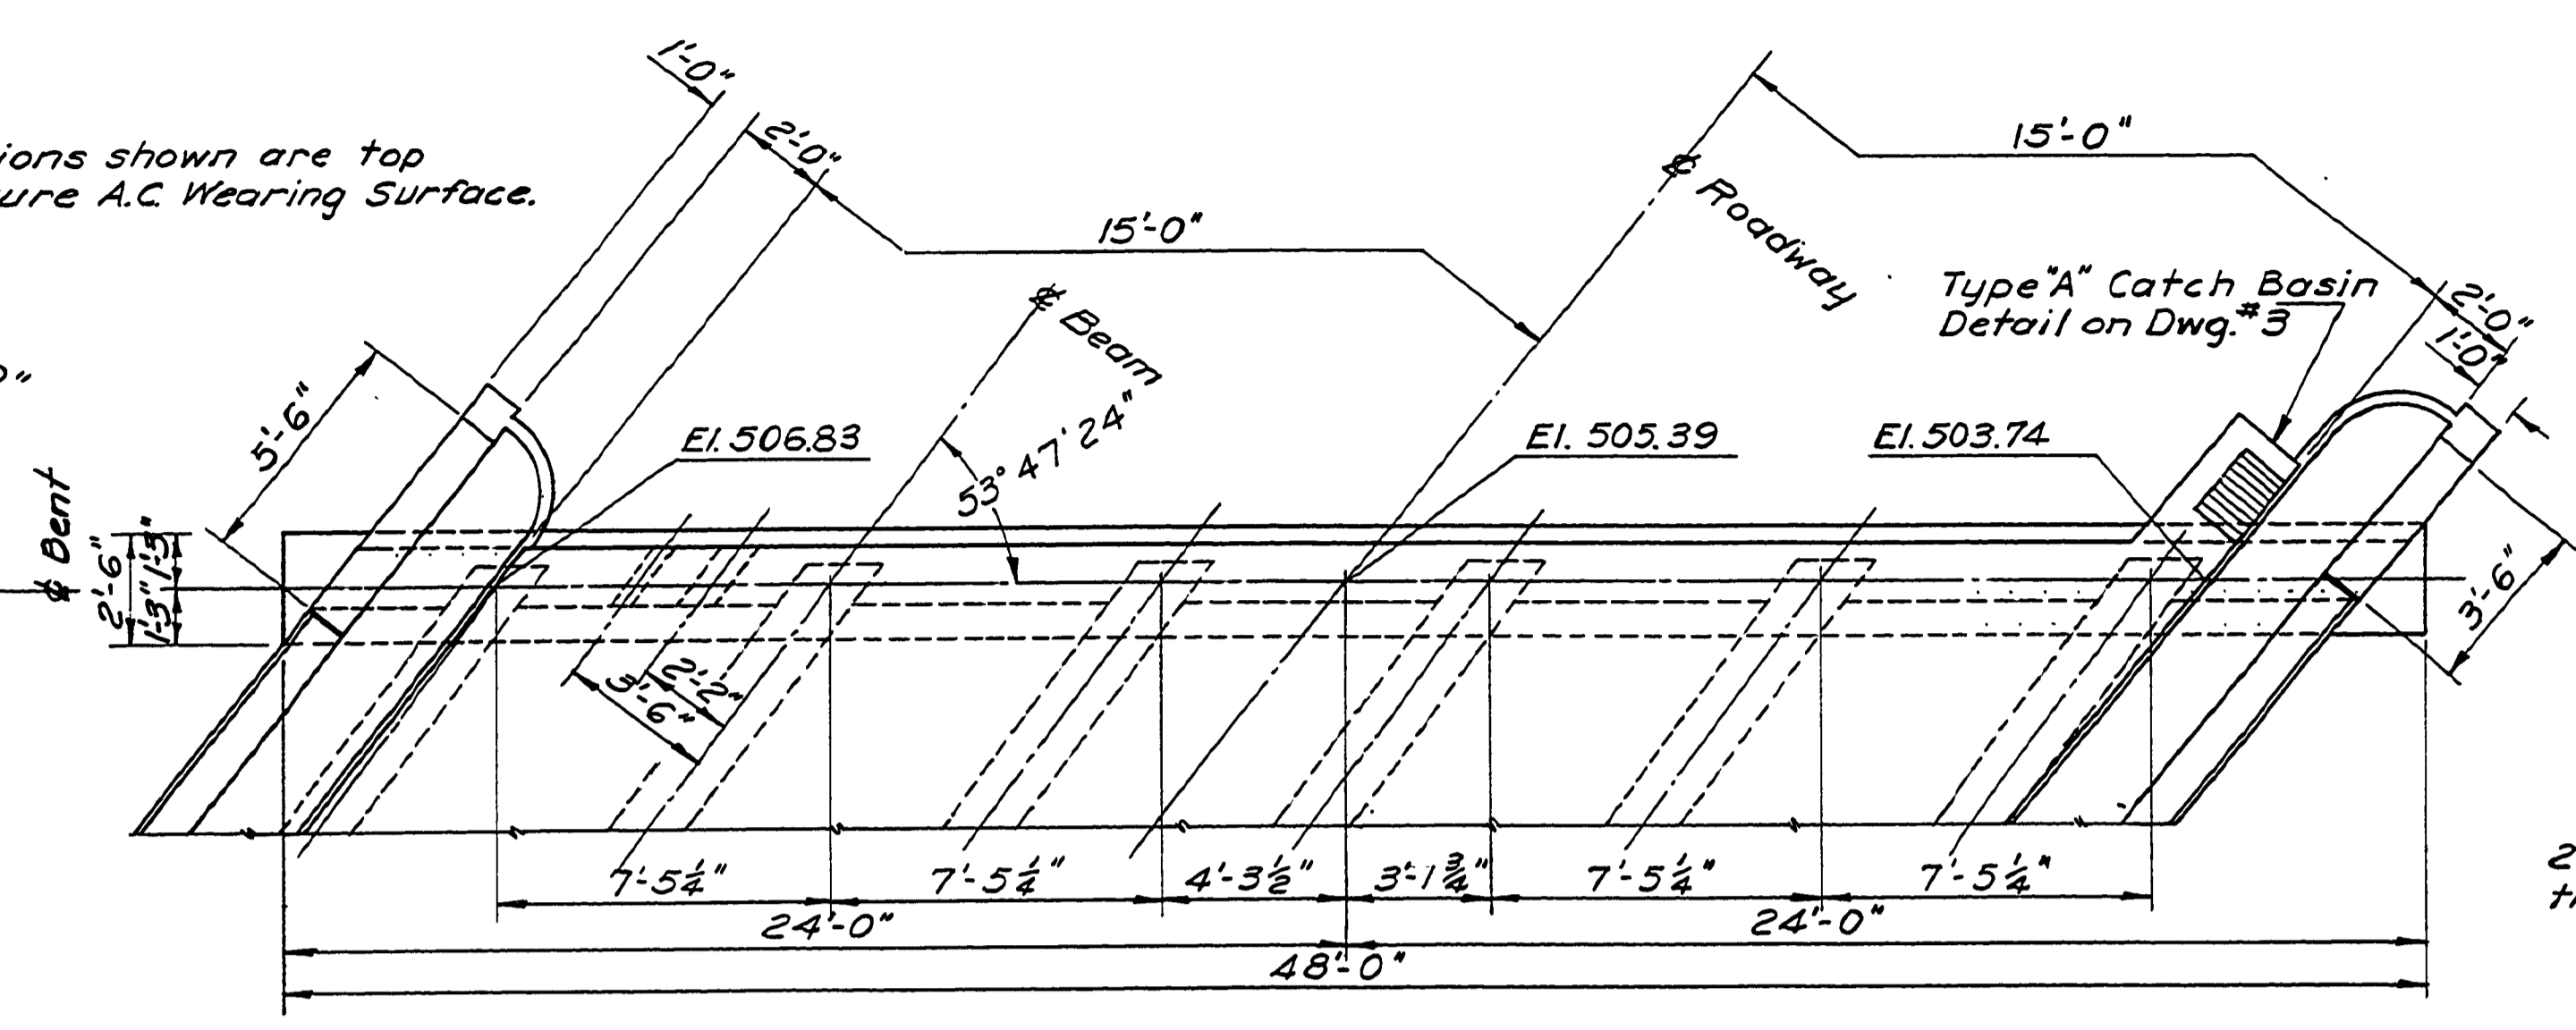 1'-0"
2'-0"
15'-0"
15'-0"
ions shown are top
ure A.C. Wearing Surface.
℄ Roadway
℄ Beam
Type "A" Catch Basin
Detail on Dwg. #3
2'-0"
1'-0"
5'-6"
53° 47' 24"
El. 506.83
El. 505.39
El. 503.74
℄ Bent
2'-6"
1'-3"
1'-3"
3'-6"
2'-2"
3'-6"
7'-5¼"
7'-5¼"
4'-3½"
3'-1¾"
7'-5¼"
7'-5¼"
24'-0"
24'-0"
48'-0"
2